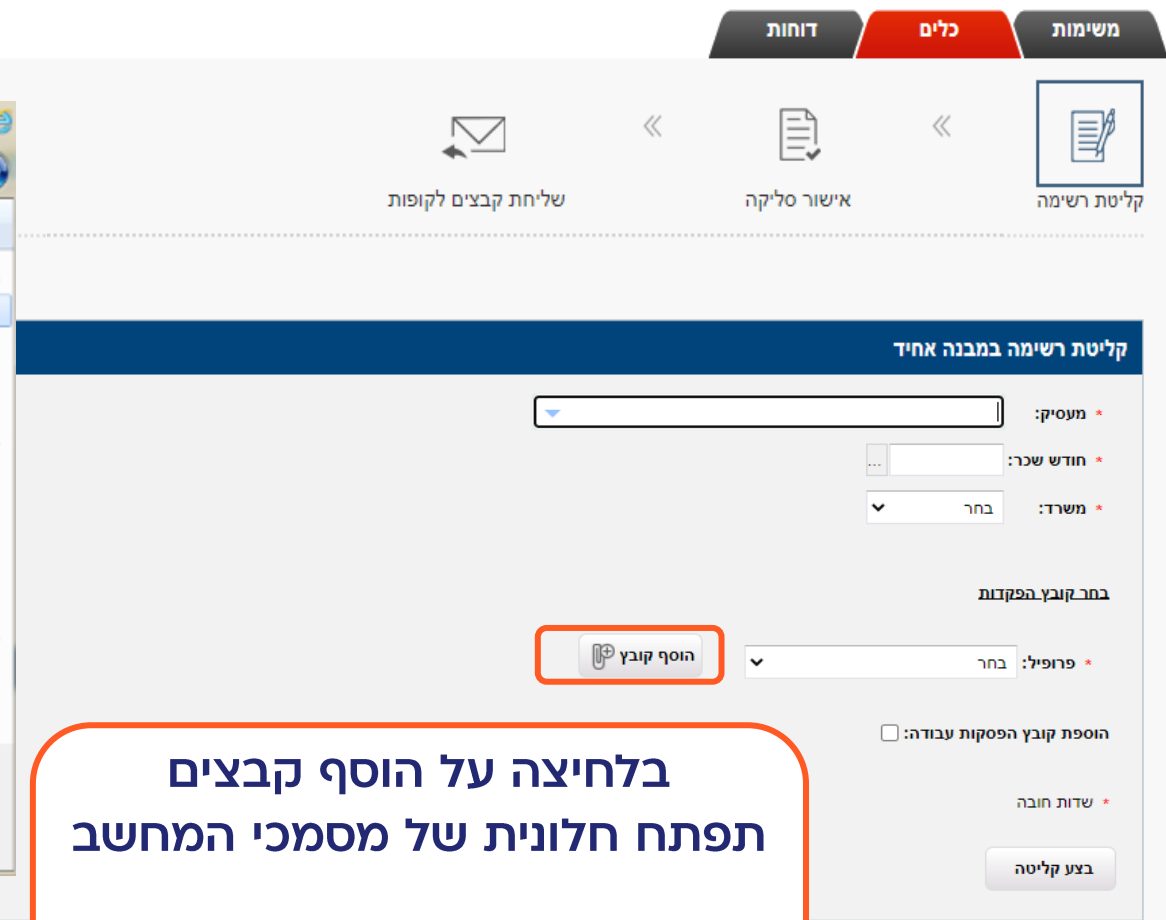 משימות
כלים
דוחות
קליטת רשימה
אישור סליקה
שליחת קבצים לקופות
קליטת רשימה במבנה אחיד
* מעסיק:
* חודש שכר: ...
* משרד: בחר
בחר קובץ הפקדות
* פרופיל: בחר
הוסף קובץ
הוספת קובץ הפסקות עבודה:
* שדות חובה
בצע קליטה
בלחיצה על הוסף קבצים
תפתח חלונית של מסמכי המחשב